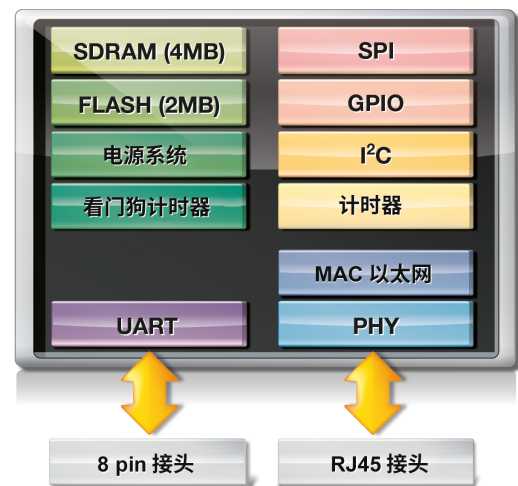 SDRAM (4MB)
SPI
FLASH (2MB)
GPIO
电源系统
I²C
看门狗计时器
计时器
MAC 以太网
UART
PHY
8 pin 接头
RJ45 接头